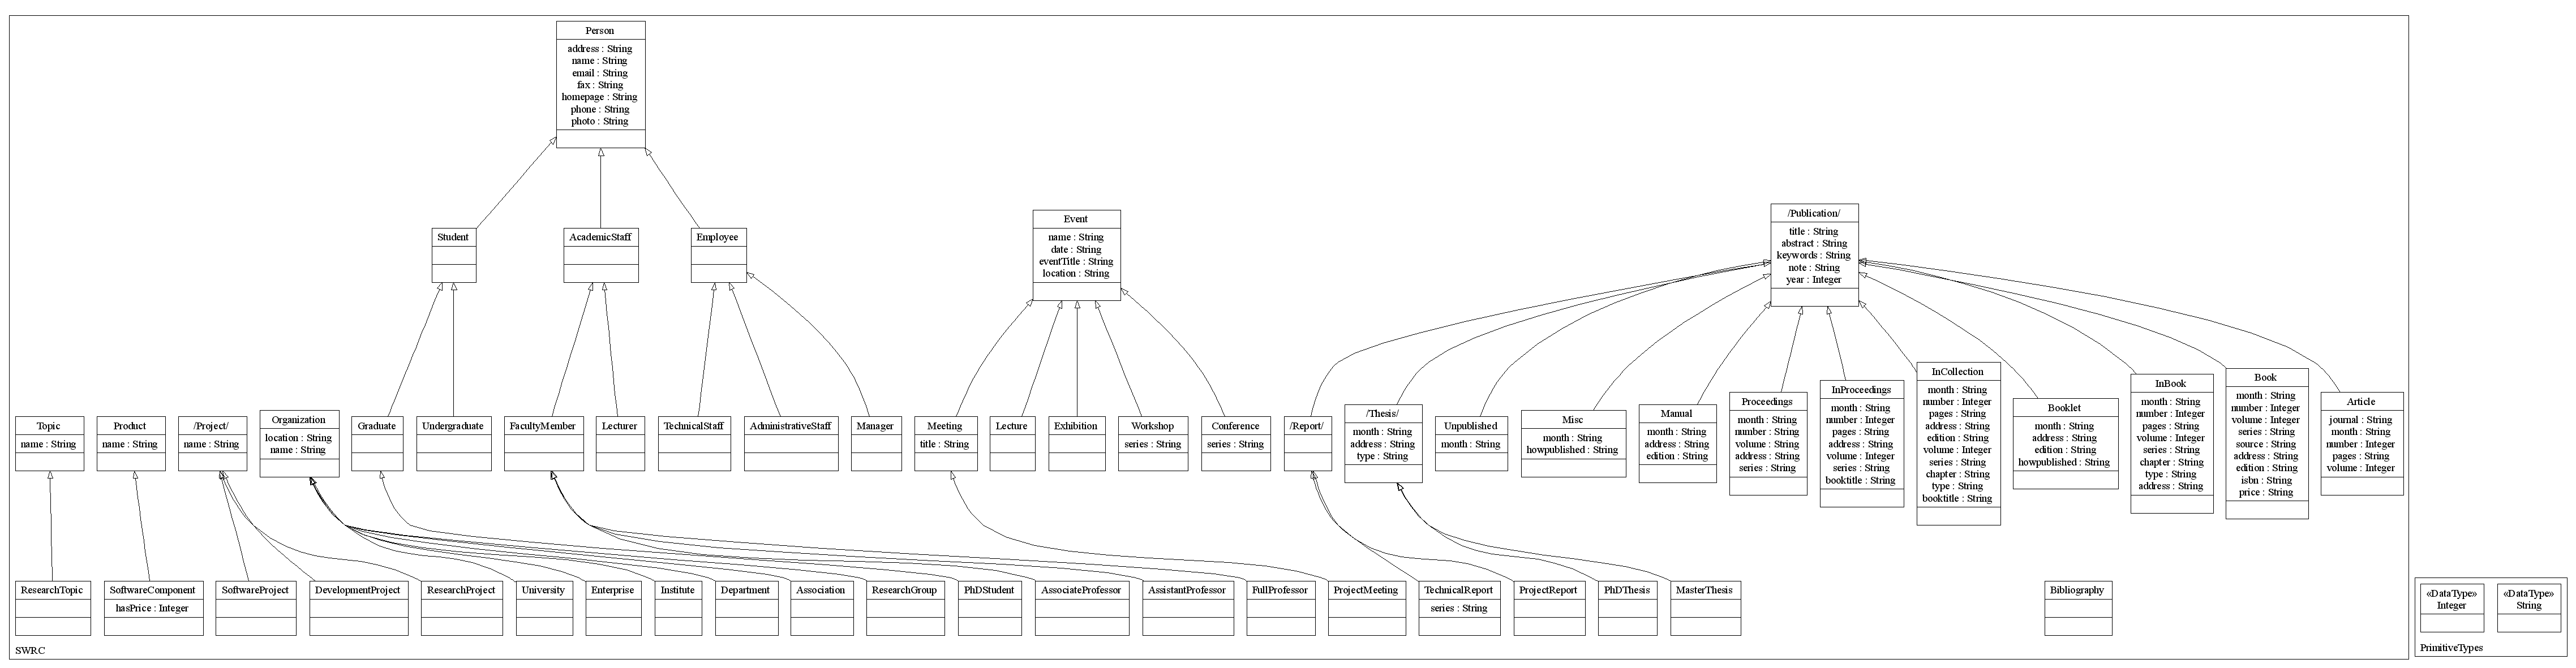 Person
address : String
name : String
email : String
fax : String
homepage : String
phone : String
photo : String
Student
AcademicStaff
Employee
Event
name : String
date : String
eventTitle : String
location : String
/Publication/
title : String
abstract : String
keywords : String
note : String
year : Integer
Topic
name : String
Product
name : String
/Project/
name : String
Organization
location : String
name : String
Graduate
Undergraduate
FacultyMember
Lecturer
TechnicalStaff
AdministrativeStaff
Manager
Meeting
title : String
Lecture
Exhibition
Workshop
series : String
Conference
series : String
/Report/
/Thesis/
month : String
address : String
type : String
Unpublished
month : String
Misc
month : String
howpublished : String
Manual
month : String
address : String
edition : String
Proceedings
month : String
number : String
volume : String
address : String
series : String
InProceedings
month : String
number : Integer
pages : String
address : String
volume : Integer
series : String
booktitle : String
InCollection
month : String
number : Integer
pages : String
address : String
edition : String
volume : Integer
series : String
chapter : String
type : String
booktitle : String
Booklet
month : String
address : String
edition : String
howpublished : String
InBook
month : String
number : Integer
pages : String
volume : Integer
series : String
chapter : String
type : String
address : String
Book
month : String
number : Integer
volume : Integer
series : String
source : String
address : String
edition : String
isbn : String
price : String
Article
journal : String
month : String
number : Integer
pages : String
volume : Integer
ResearchTopic
SoftwareComponent
hasPrice : Integer
SoftwareProject
DevelopmentProject
ResearchProject
University
Enterprise
Institute
Department
Association
ResearchGroup
PhDStudent
AssociateProfessor
AssistantProfessor
FullProfessor
ProjectMeeting
TechnicalReport
series : String
ProjectReport
PhDThesis
MasterThesis
Bibliography
SWRC
«DataType»
Integer
«DataType»
String
PrimitiveTypes